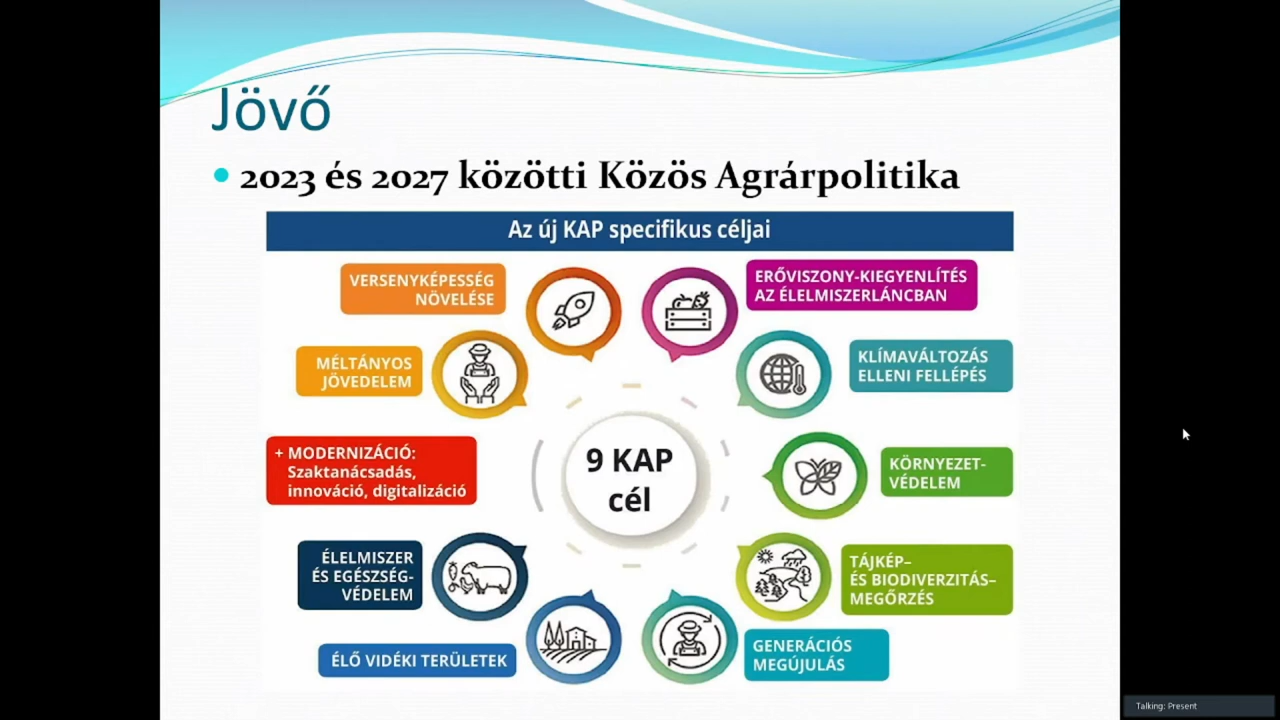 Jövő
2023 és 2027 közötti Közös Agrárpolitika
Az új KAP specifikus céljai
VERSENYKÉPESSÉG
NÖVELÉSE
ERŐVISZONY-KIEGYENLÍTÉS
AZ ÉLELMISZERLÁNCBAN
MÉLTÁNYOS
JÖVEDELEM
KLÍMAVÁLTOZÁS
ELLENI FELLÉPÉS
+ MODERNIZÁCIÓ:
Szaktanácsadás,
innováció, digitalizáció
9 KAP
cél
KÖRNYEZET-
VÉDELEM
ÉLELMISZER
ÉS EGÉSZSÉG-
VÉDELEM
TÁJKÉP–
ÉS BIODIVERZITÁS–
MEGŐRZÉS
ÉLŐ VIDÉKI TERÜLETEK
GENERÁCIÓS
MEGÚJULÁS
Talking: Present